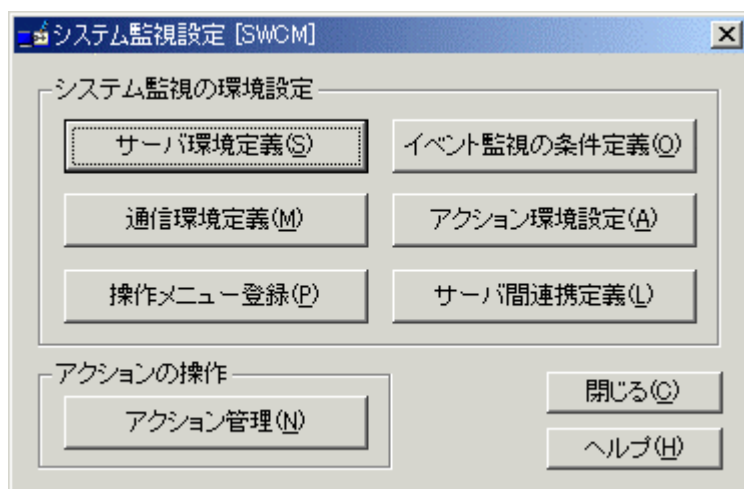 システム監視設定 [SWCM]
システム監視の環境設定
サーバ環境定義(S)
イベント監視の条件定義(O)
通信環境定義(M)
アクション環境設定(A)
操作メニュー登録(P)
サーバ間連携定義(L)
アクションの操作
アクション管理(N)
閉じる(C)
ヘルプ(H)